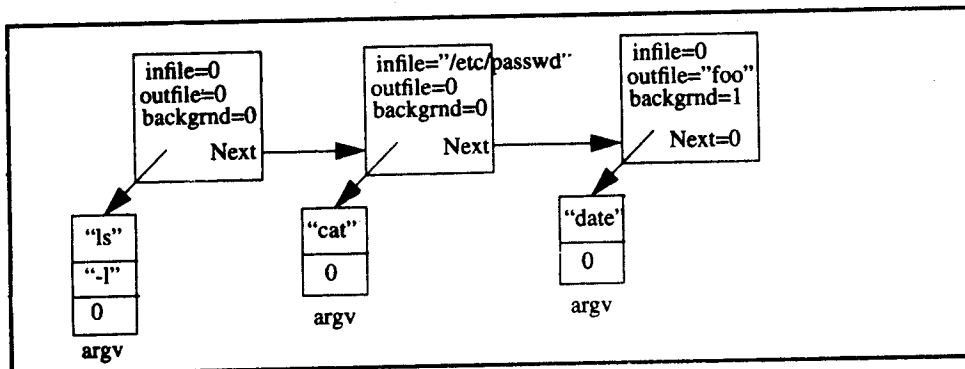 infile=0
outfile=0
backgrnd=0
Next
infile="/etc/passwd"
outfile=0
backgrnd=0
Next
infile=0
outfile="foo"
backgrnd=1
Next=0
“ls”
“-l”
0
argv
“cat”
0
argv
“date”
0
argv